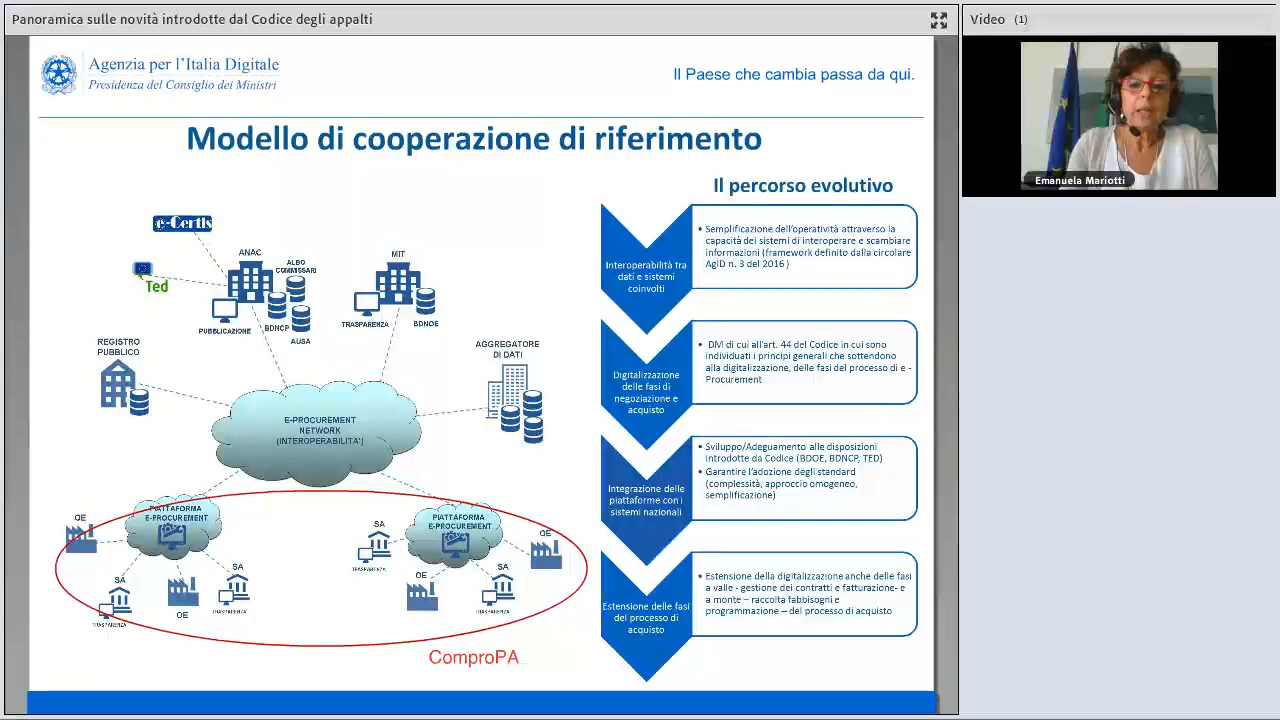 Panoramica sulle novità introdotte dal Codice degli appalti
Video (1)
Agenzia per l'Italia Digitale
Presidenza del Consiglio dei Ministri
Il Paese che cambia passa da qui.
Emanuela Mariotti
Modello di cooperazione di riferimento
Il percorso evolutivo
e-Certis
Ted
ANAC
ALBO
COMMISSARI
PUBBLICAZIONE
BDNCP
AUSA
MIT
TRASPARENZA
BDNOE
REGISTRO
PUBBLICO
AGGREGATORE
DI DATI
E-PROCUREMENT
NETWORK
(INTEROPERABILITA')
PIATTAFORMA
E-PROCUREMENT
OE
SA
TRASPARENZA
OE
SA
TRASPARENZA
PIATTAFORMA
E-PROCUREMENT
SA
TRASPARENZA
OE
OE
SA
TRASPARENZA
ComproPA
Interoperabilità tra
dati e sistemi
coinvolti
• Semplificazione dell'operatività attraverso la
capacità dei sistemi di interoperare e scambiare
informazioni (framework definito dalla circolare
AgiD n. 3 del 2016 )
Digitalizzazione
delle fasi di
negoziazione e
acquisto
• DM di cui all'art. 44 del Codice in cui sono
individuati i principi generali che sottendono
alla digitalizzazione, delle fasi del processo di e -
Procurement
Integrazione delle
piattaforme con i
sistemi nazionali
• Sviluppo/Adeguamento alle disposizioni
Introdotte da Codice (BDOE, BDNCP, TED)
• Garantire l'adozione degli standard
(complessità, approccio omogeneo,
semplificazione)
Estensione delle fasi
del processo di
acquisto
• Estensione della digitalizzazione anche delle fasi
a valle - gestione dei contratti e fatturazione- e
a monte – raccolta fabbisogni e
programmazione – del processo di acquisto